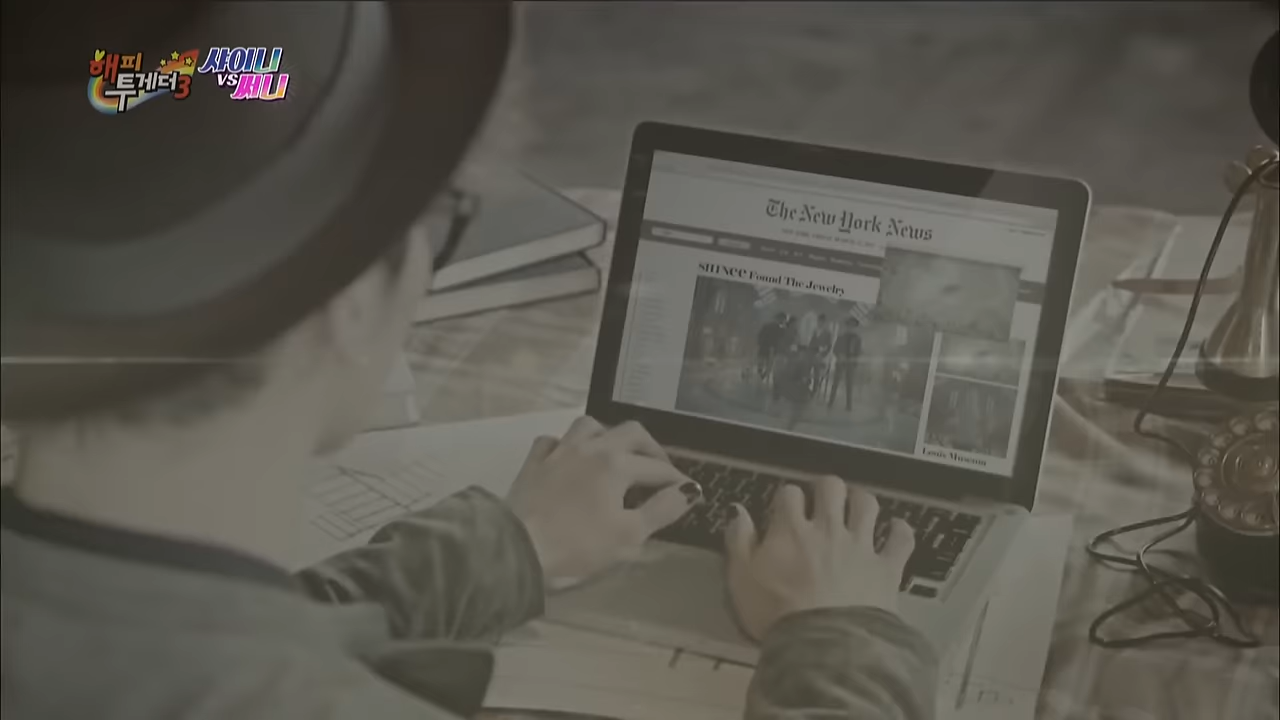 해피
투게더3
샤이니
vs
써니
The New York News
SHINee Found The Jewelry
Louis Museum